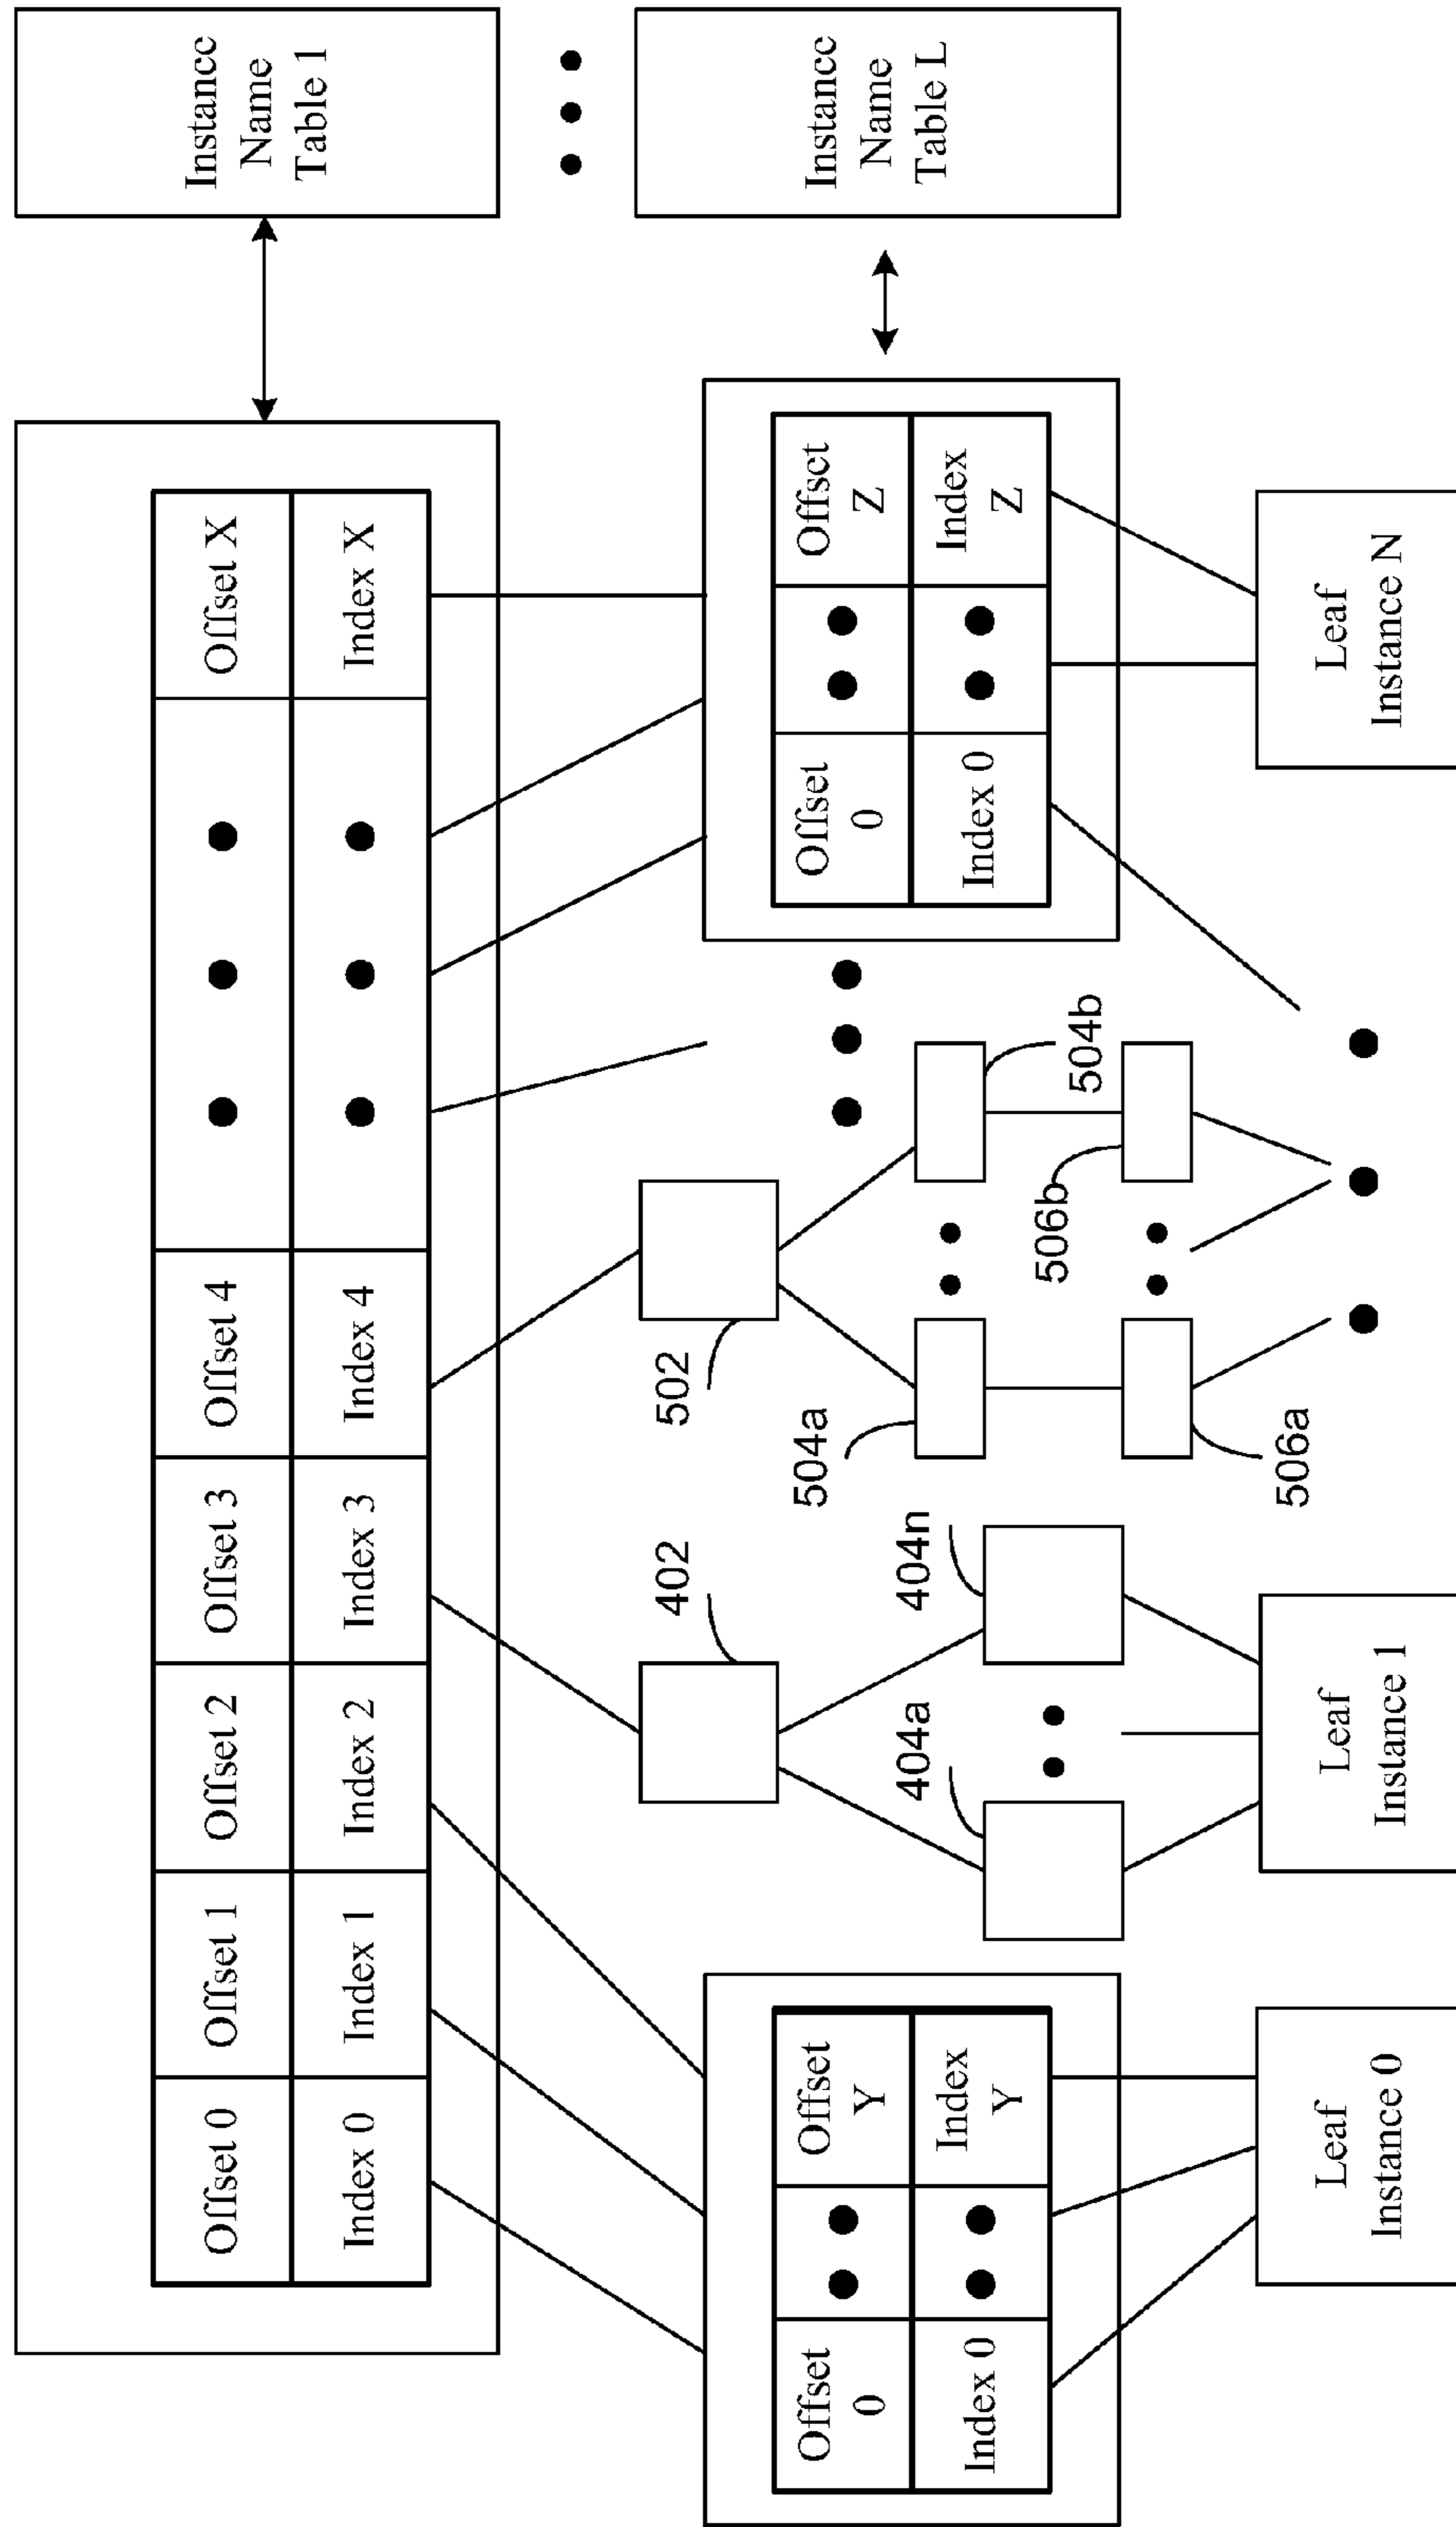 Offset 0
Offset 1
Offset 2
Offset 3
Offset 4
Offset X
Index 0
Index 1
Index 2
Index 3
Index 4
Index X
Instance
Name
Table 1
402
502
Offset
0
Offset
Y
Index 0
Index
Y
404a
404n
504a
504b
506a
506b
Offset
0
Offset
Z
Index 0
Index
Z
Instance
Name
Table L
Leaf
Instance 0
Leaf
Instance 1
Leaf
Instance N